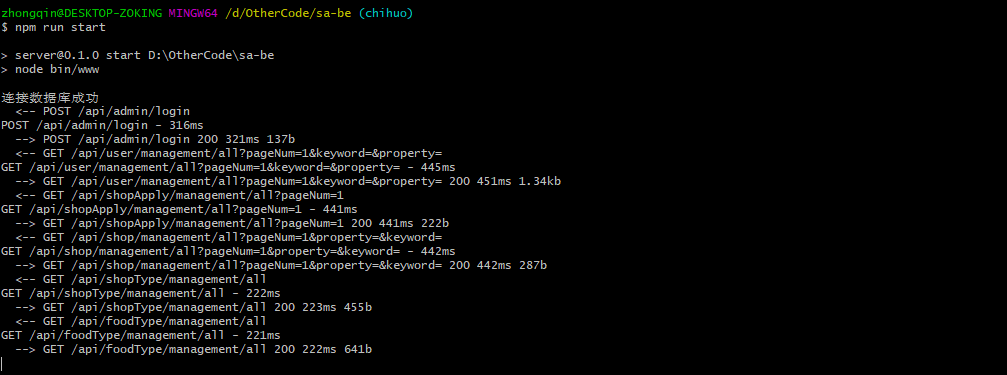 zhongqin@DESKTOP-ZOKING MINGW64 /d/OtherCode/sa-be (chihuo)
$ npm run start
> server@0.1.0 start D:\OtherCode\sa-be
> node bin/www
连接数据库成功
<-- POST /api/admin/login
POST /api/admin/login - 316ms
--> POST /api/admin/login 200 321ms 137b
<-- GET /api/user/management/all?pageNum=1&keyword=&property=
GET /api/user/management/all?pageNum=1&keyword=&property= - 445ms
--> GET /api/user/management/all?pageNum=1&keyword=&property= 200 451ms 1.34kb
<-- GET /api/shopApply/management/all?pageNum=1
GET /api/shopApply/management/all?pageNum=1 - 441ms
--> GET /api/shopApply/management/all?pageNum=1 200 441ms 222b
<-- GET /api/shop/management/all?pageNum=1&property=&keyword=
GET /api/shop/management/all?pageNum=1&property=&keyword= - 442ms
--> GET /api/shop/management/all?pageNum=1&property=&keyword= 200 442ms 287b
<-- GET /api/shopType/management/all
GET /api/shopType/management/all - 222ms
--> GET /api/shopType/management/all 200 223ms 455b
<-- GET /api/foodType/management/all
GET /api/foodType/management/all - 221ms
--> GET /api/foodType/management/all 200 222ms 641b